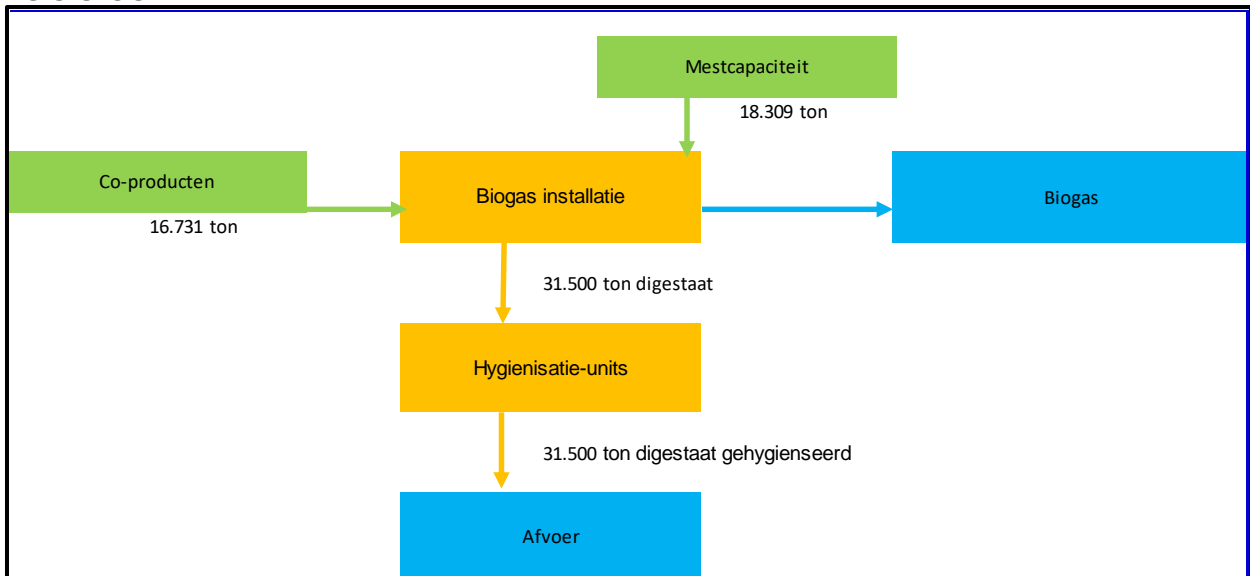 Mestcapaciteit
18.309 ton
Co-producten
16.731 ton
Biogas installatie
Biogas
31.500 ton digestaat
Hygienisatie-units
31.500 ton digestaat gehygienseerd
Afvoer